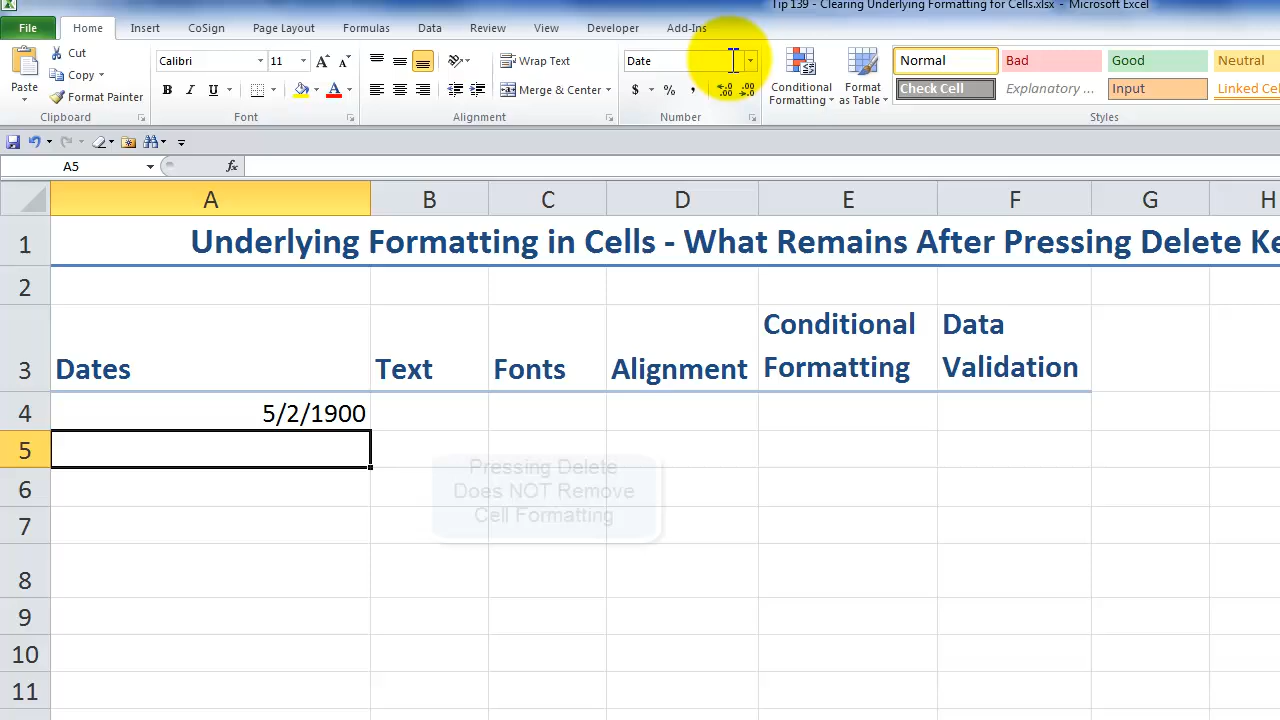 Tip 139 - Clearing Underlying Formatting for Cells.xlsx - Microsoft Excel
File Home Insert CoSign Page Layout Formulas Data Review View Developer Add-Ins
Cut
Copy
Format Painter
Paste
Clipboard
Calibri 11
B I U A
Font
Wrap Text
Merge & Center
Alignment
Date
$ % , .00 .0
Number
Conditional Formatting
Format as Table
Normal Bad Good Neutral
Check Cell Explanatory ... Input Linked Cel
Styles
A5 fx
A B C D E F G H
1 Underlying Formatting in Cells - What Remains After Pressing Delete Ke
2
3 Dates Text Fonts Alignment Conditional Formatting Data Validation
4 5/2/1900
5
Pressing Delete
Does NOT Remove
Cell Formatting
6
7
8
9
10
11